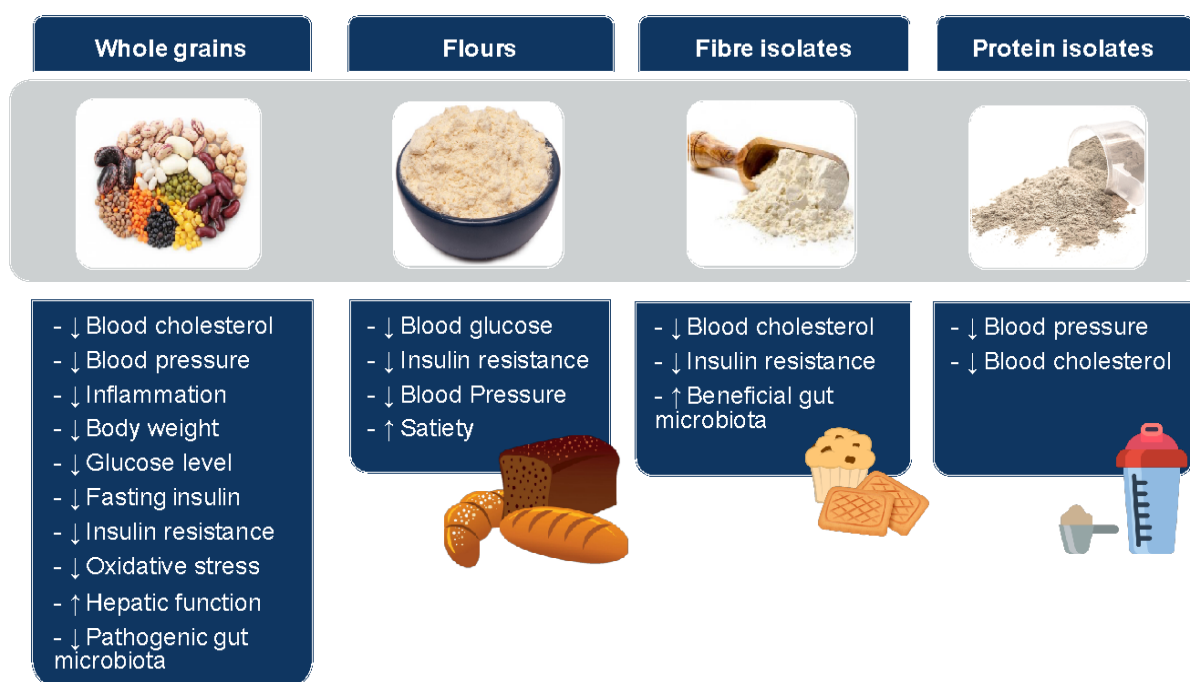 Whole grains
Flours
Fibre isolates
Protein isolates
- ↓ Blood cholesterol
- ↓ Blood pressure
- ↓ Inflammation
- ↓ Body weight
- ↓ Glucose level
- ↓ Fasting insulin
- ↓ Insulin resistance
- ↓ Oxidative stress
- ↑ Hepatic function
- ↓ Pathogenic gut
microbiota
- ↓ Blood glucose
- ↓ Insulin resistance
- ↓ Blood Pressure
- ↑ Satiety
- ↓ Blood cholesterol
- ↓ Insulin resistance
- ↑ Beneficial gut
microbiota
- ↓ Blood pressure
- ↓ Blood cholesterol